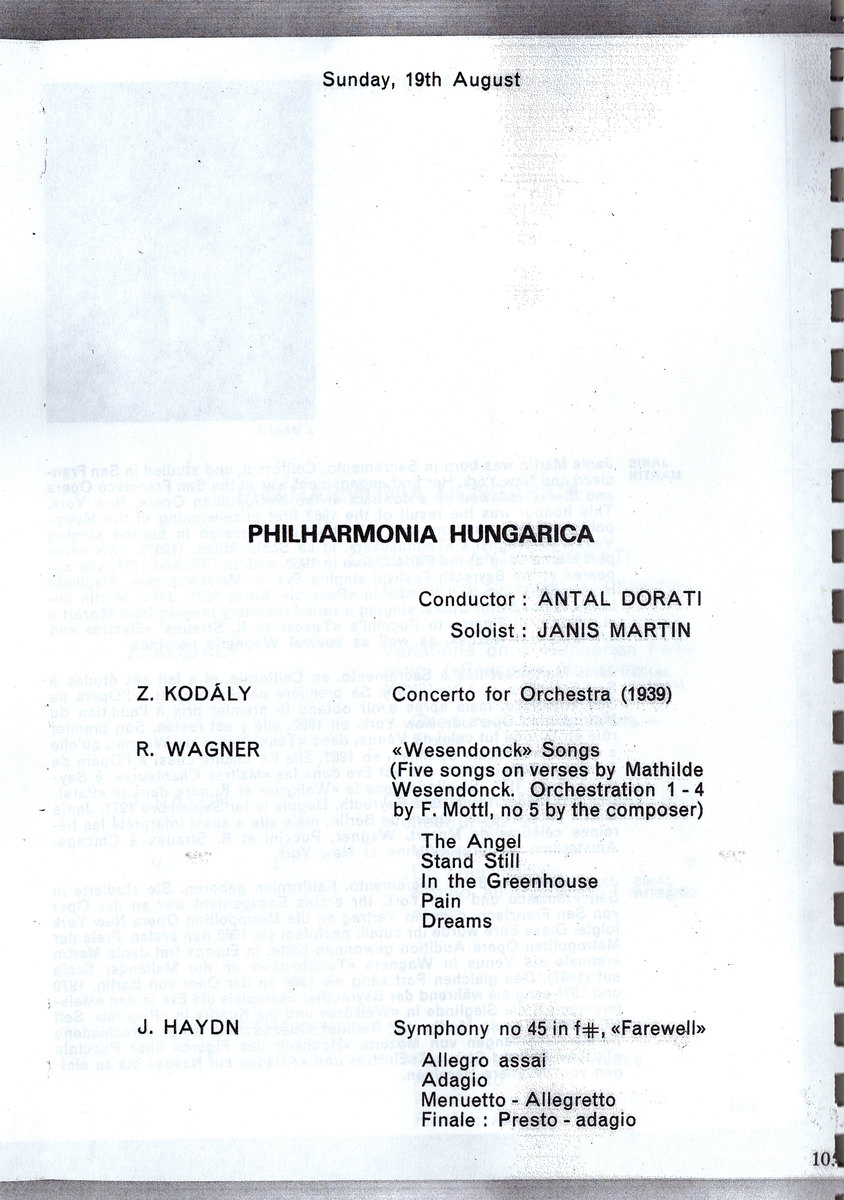 Sunday, 19th August
PHILHARMONIA HUNGARICA
Conductor : ANTAL DORATI
Soloist : JANIS MARTIN
Z. KODÁLY Concerto for Orchestra (1939)
R. WAGNER «Wesendonck» Songs
(Five songs on verses by Mathilde
Wesendonck. Orchestration 1 - 4
by F. Mottl, no 5 by the composer)
The Angel
Stand Still
In the Greenhouse
Pain
Dreams
J. HAYDN Symphony no 45 in f#, «Farewell»
Allegro assai
Adagio
Menuetto - Allegretto
Finale : Presto - adagio